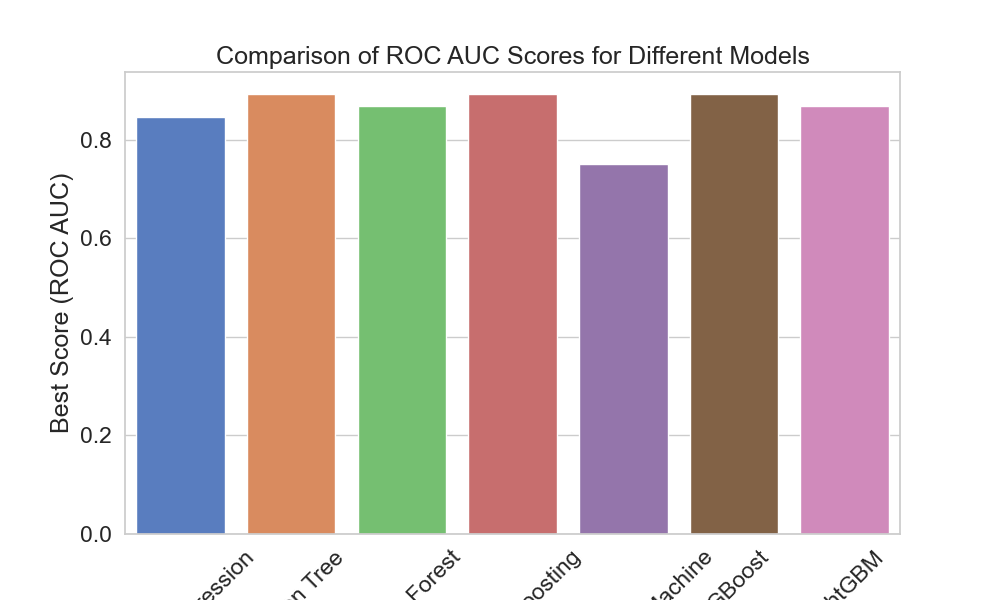 Comparison of ROC AUC Scores for Different Models
Best Score (ROC AUC)
0.8
0.6
0.4
0.2
0.0
ression
n Tree
Forest
oosting
Machine
GBoost
htGBM